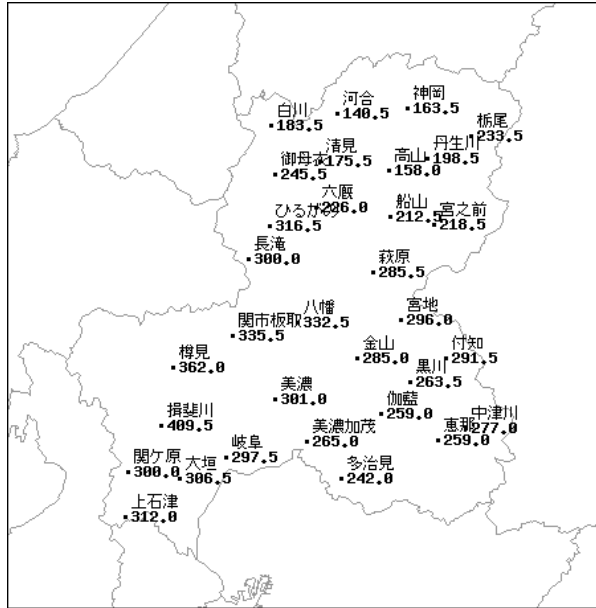 神岡
163.5
河合
140.5
白川
183.5
栃尾
233.5
丹生川
198.5
清見
175.5
高山
158.0
御母衣
245.5
六厩
226.0
船山
212.5
宮之前
218.5
ひるがの
316.5
長滝
300.0
萩原
285.5
宮地
296.0
八幡
332.5
関市板取
335.5
金山
285.0
付知
291.5
樽見
362.0
黒川
263.5
美濃
301.0
伽藍
259.0
揖斐川
409.5
中津川
277.0
恵那
259.0
美濃加茂
265.0
岐阜
297.5
関ケ原
300.0
大垣
306.5
多治見
242.0
上石津
312.0